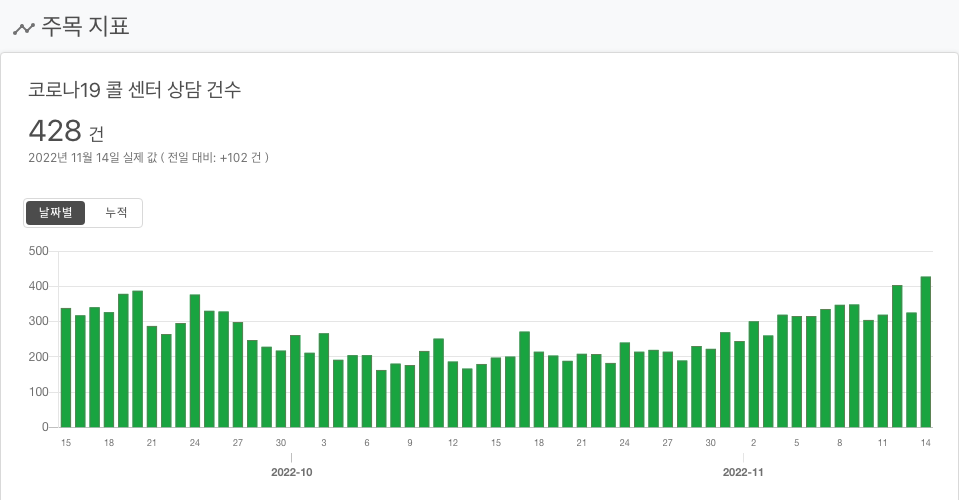 주목 지표
코로나19 콜 센터 상담 건수
428 건
2022년 11월 14일 실제 값 ( 전일 대비: +102 건 )
날짜별 누적
500
400
300
200
100
0
15 18 21 24 27 30 3 6 9 12 15 18 21 24 27 30 2 5 8 11 14
2022-10 2022-11